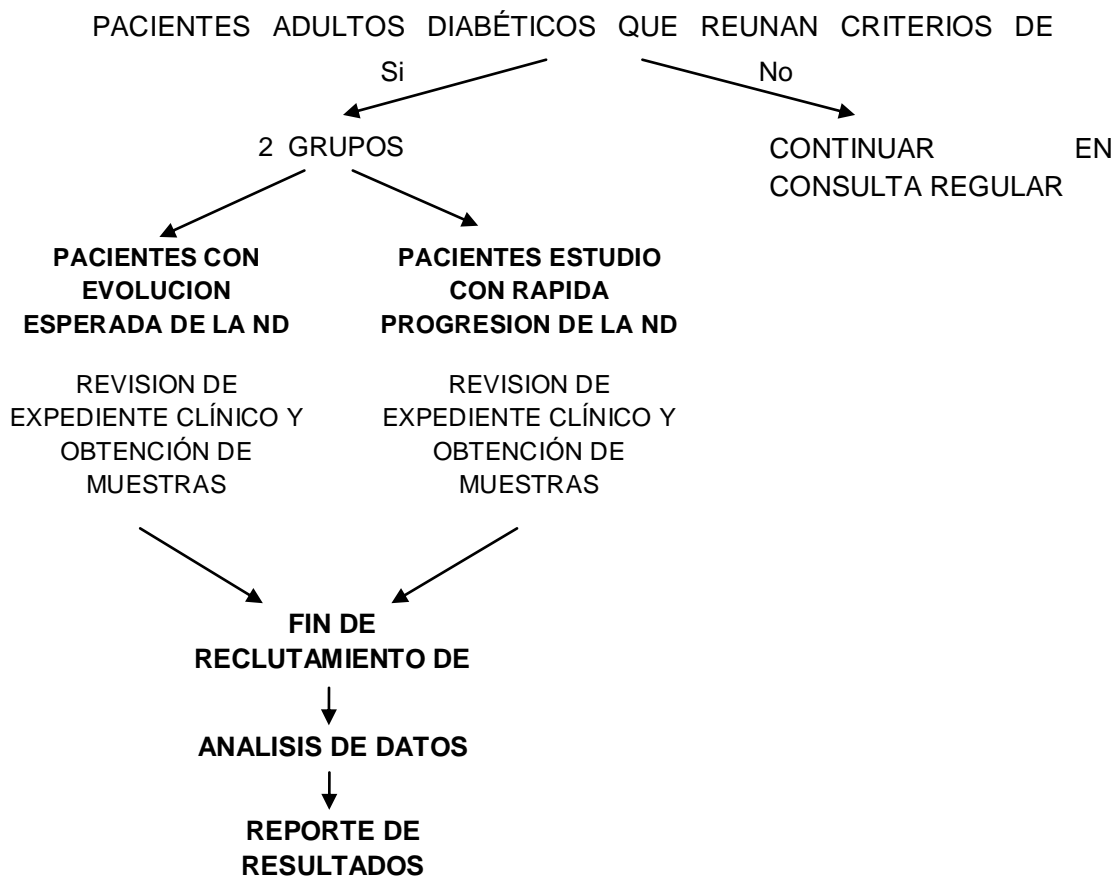 PACIENTES ADULTOS DIABÉTICOS QUE REUNAN CRITERIOS DE
Si
No
2 GRUPOS
CONTINUAR EN
CONSULTA REGULAR
PACIENTES CON
EVOLUCION
ESPERADA DE LA ND
PACIENTES ESTUDIO
CON RAPIDA
PROGRESION DE LA ND
REVISION DE
EXPEDIENTE CLÍNICO Y
OBTENCIÓN DE
MUESTRAS
REVISION DE
EXPEDIENTE CLÍNICO Y
OBTENCIÓN DE
MUESTRAS
FIN DE
RECLUTAMIENTO DE
ANALISIS DE DATOS
REPORTE DE
RESULTADOS